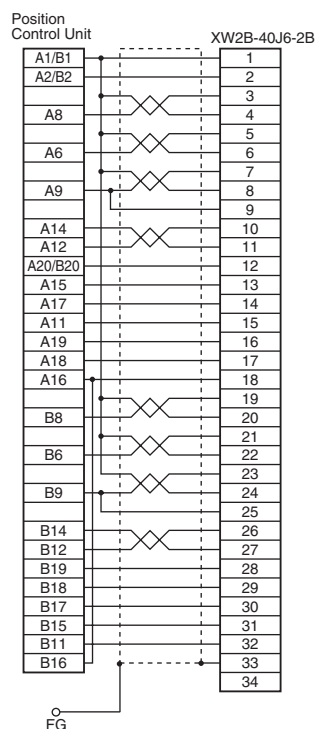 Position
Control Unit
XW2B-40J6-2B
A1/B1 1
A2/B2 2
3
A8 4
5
A6 6
7
A9 8
9
A14 10
A12 11
A20/B20 12
A15 13
A17 14
A11 15
A19 16
A18 17
A16 18
19
B8 20
21
B6 22
23
B9 24
25
B14 26
B12 27
B19 28
B18 29
B17 30
B15 31
B11 32
B16 33
34
FG